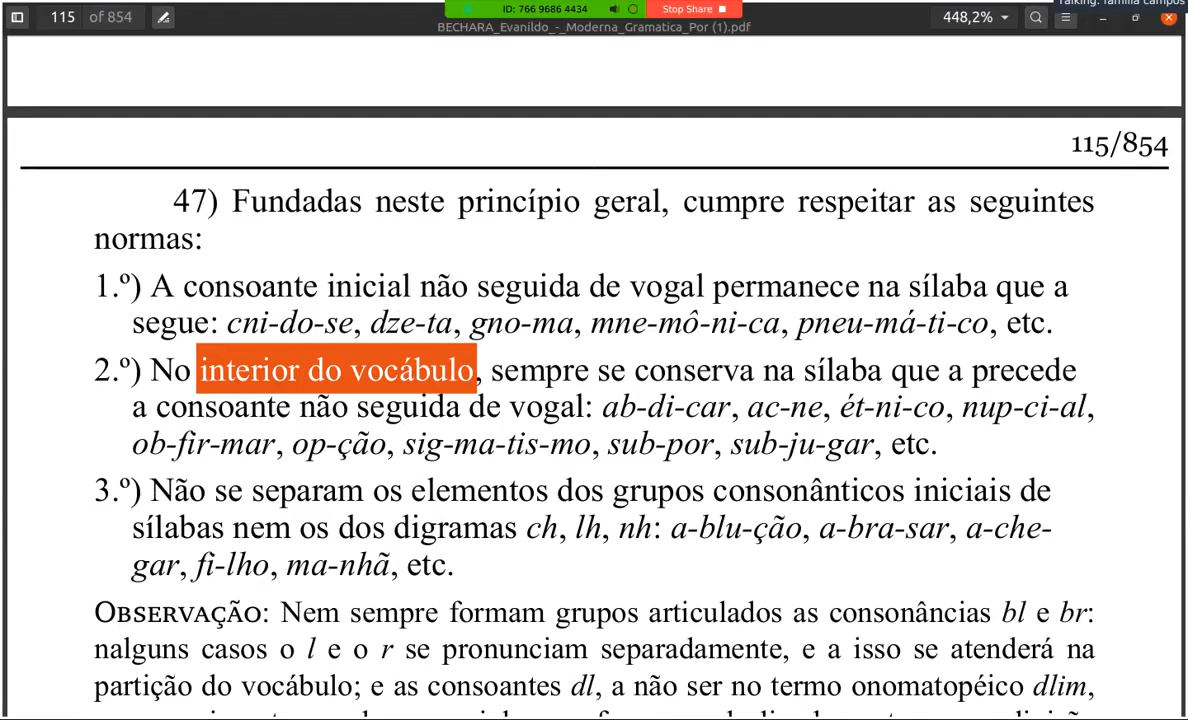 Talking: familia campos
115 of 854
ID: 766 9686 4434
Stop Share
448,2%
BECHARA_Evanildo_-_Moderna_Gramatica_Por (1).pdf
115/854
47) Fundadas neste princípio geral, cumpre respeitar as seguintes
normas:
1.º) A consoante inicial não seguida de vogal permanece na sílaba que a
segue: cni-do-se, dze-ta, gno-ma, mne-mô-ni-ca, pneu-má-ti-co, etc.
2.º) No interior do vocábulo, sempre se conserva na sílaba que a precede
a consoante não seguida de vogal: ab-di-car, ac-ne, ét-ni-co, nup-ci-al,
ob-fir-mar, op-ção, sig-ma-tis-mo, sub-por, sub-ju-gar, etc.
3.º) Não se separam os elementos dos grupos consonânticos iniciais de
sílabas nem os dos digramas ch, lh, nh: a-blu-ção, a-bra-sar, a-che-
gar, fi-lho, ma-nhã, etc.
OBSERVAÇÃO: Nem sempre formam grupos articulados as consonâncias bl e br:
nalguns casos o l e o r se pronunciam separadamente, e a isso se atenderá na
partição do vocábulo; e as consoantes dl, a não ser no termo onomatopéico dlim,